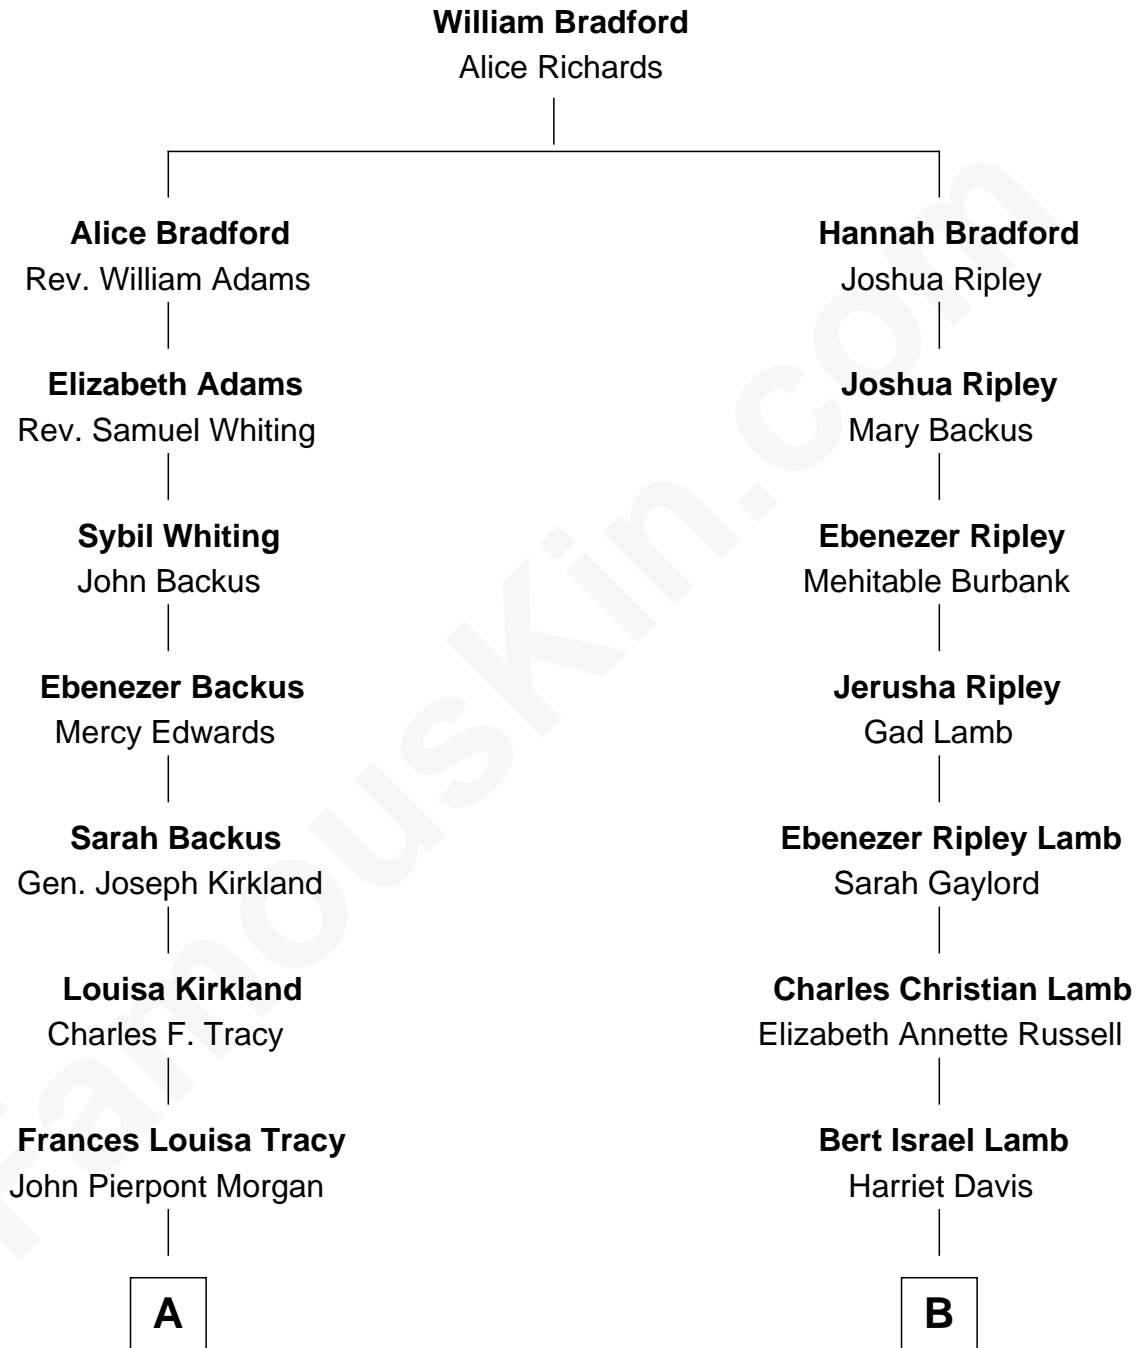 William Bradford
Alice Richards
Alice Bradford
Rev. William Adams
Hannah Bradford
Joshua Ripley
Elizabeth Adams
Rev. Samuel Whiting
Joshua Ripley
Mary Backus
Sybil Whiting
John Backus
Ebenezer Ripley
Mehitable Burbank
Ebenezer Backus
Mercy Edwards
Jerusha Ripley
Gad Lamb
Sarah Backus
Gen. Joseph Kirkland
Ebenezer Ripley Lamb
Sarah Gaylord
Louisa Kirkland
Charles F. Tracy
Charles Christian Lamb
Elizabeth Annette Russell
Frances Louisa Tracy
John Pierpont Morgan
Bert Israel Lamb
Harriet Davis
A
B
FamousKin.com